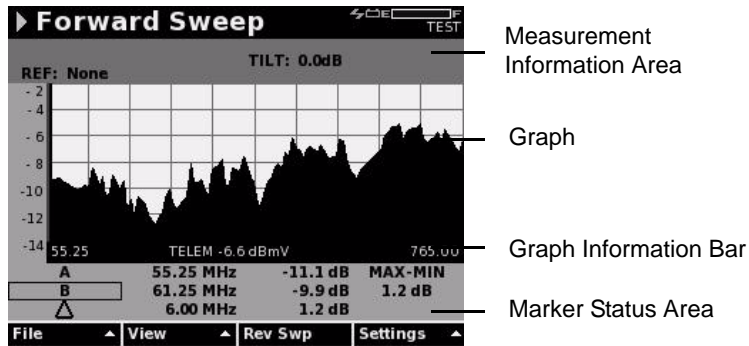 Forward Sweep
E F
TEST
TILT: 0.0dB
REF: None
Measurement
Information Area
- 2
- 4
- 6
- 8
-10
-12
-14
Graph
55.25 TELEM -6.6 dBmV 765.00
Graph Information Bar
A 55.25 MHz -11.1 dB MAX-MIN
B 61.25 MHz -9.9 dB 1.2 dB
Δ 6.00 MHz 1.2 dB
Marker Status Area
File View Rev Swp Settings